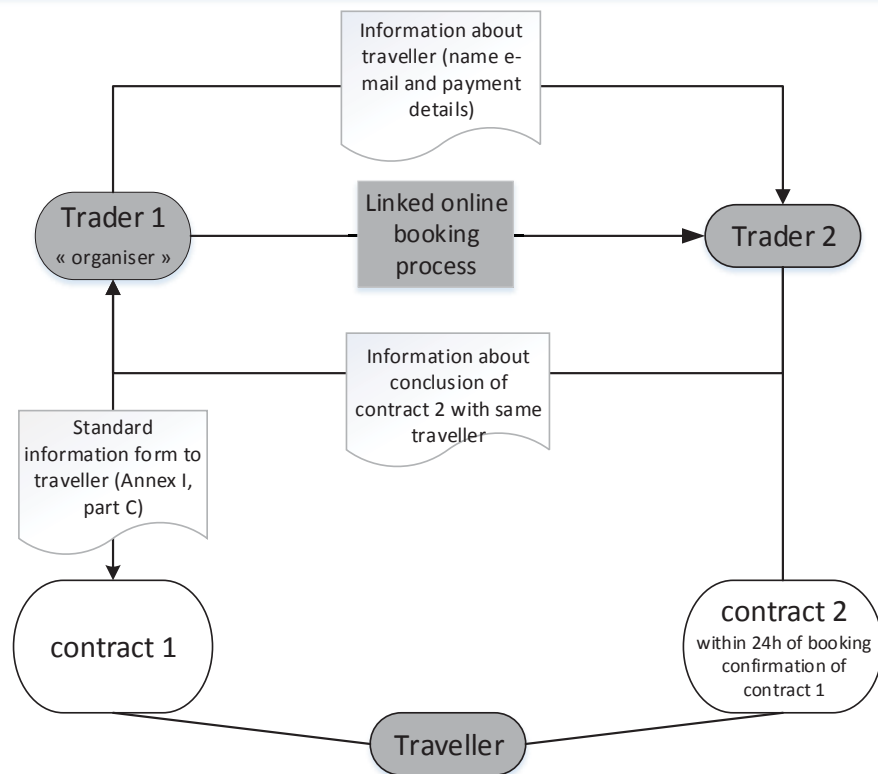 Information about
traveller (name e-
mail and payment
details)
Trader 1
« organiser »
Linked online
booking
process
Trader 2
Information about
conclusion of
contract 2 with same
traveller
Standard
information form to
traveller (Annex I,
part C)
contract 1
contract 2
within 24h of booking
confirmation of
contract 1
Traveller